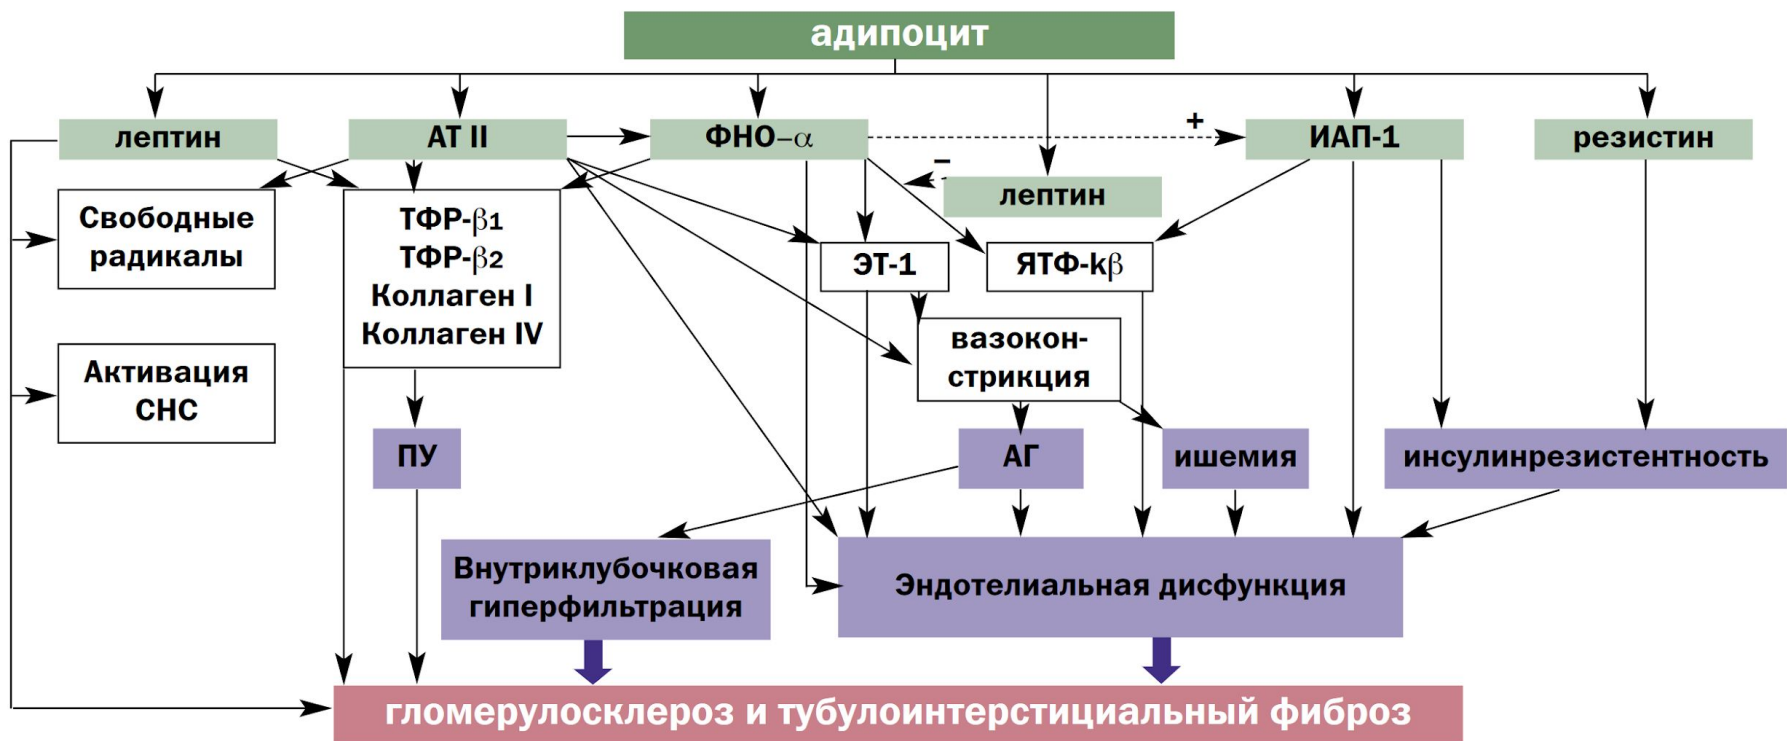 адипоцит
лептин
АТ II
ФНО–α
+
ИАП-1
резистин
–
лептин
Свободные
радикалы
ТФР-β1
ТФР-β2
Коллаген I
Коллаген IV
ЭТ-1
ЯТФ-kβ
вазокон-
стрикция
Активация
СНС
ПУ
АГ
ишемия
инсулинрезистентность
Внутриклубочковая
гиперфильтрация
Эндотелиальная дисфункция
гломерулосклероз и тубулоинтерстициальный фиброз